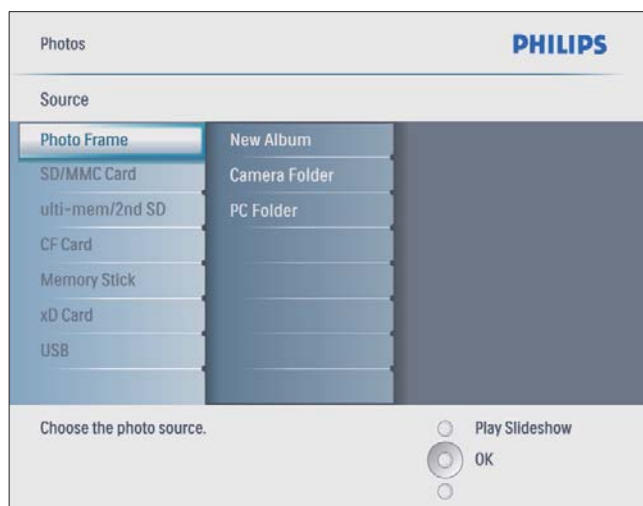 Photos
PHILIPS
Source
Photo Frame
New Album
SD/MMC Card
Camera Folder
ulti-mem/2nd SD
PC Folder
CF Card
Memory Stick
xD Card
USB
Choose the photo source.
Play Slideshow
OK